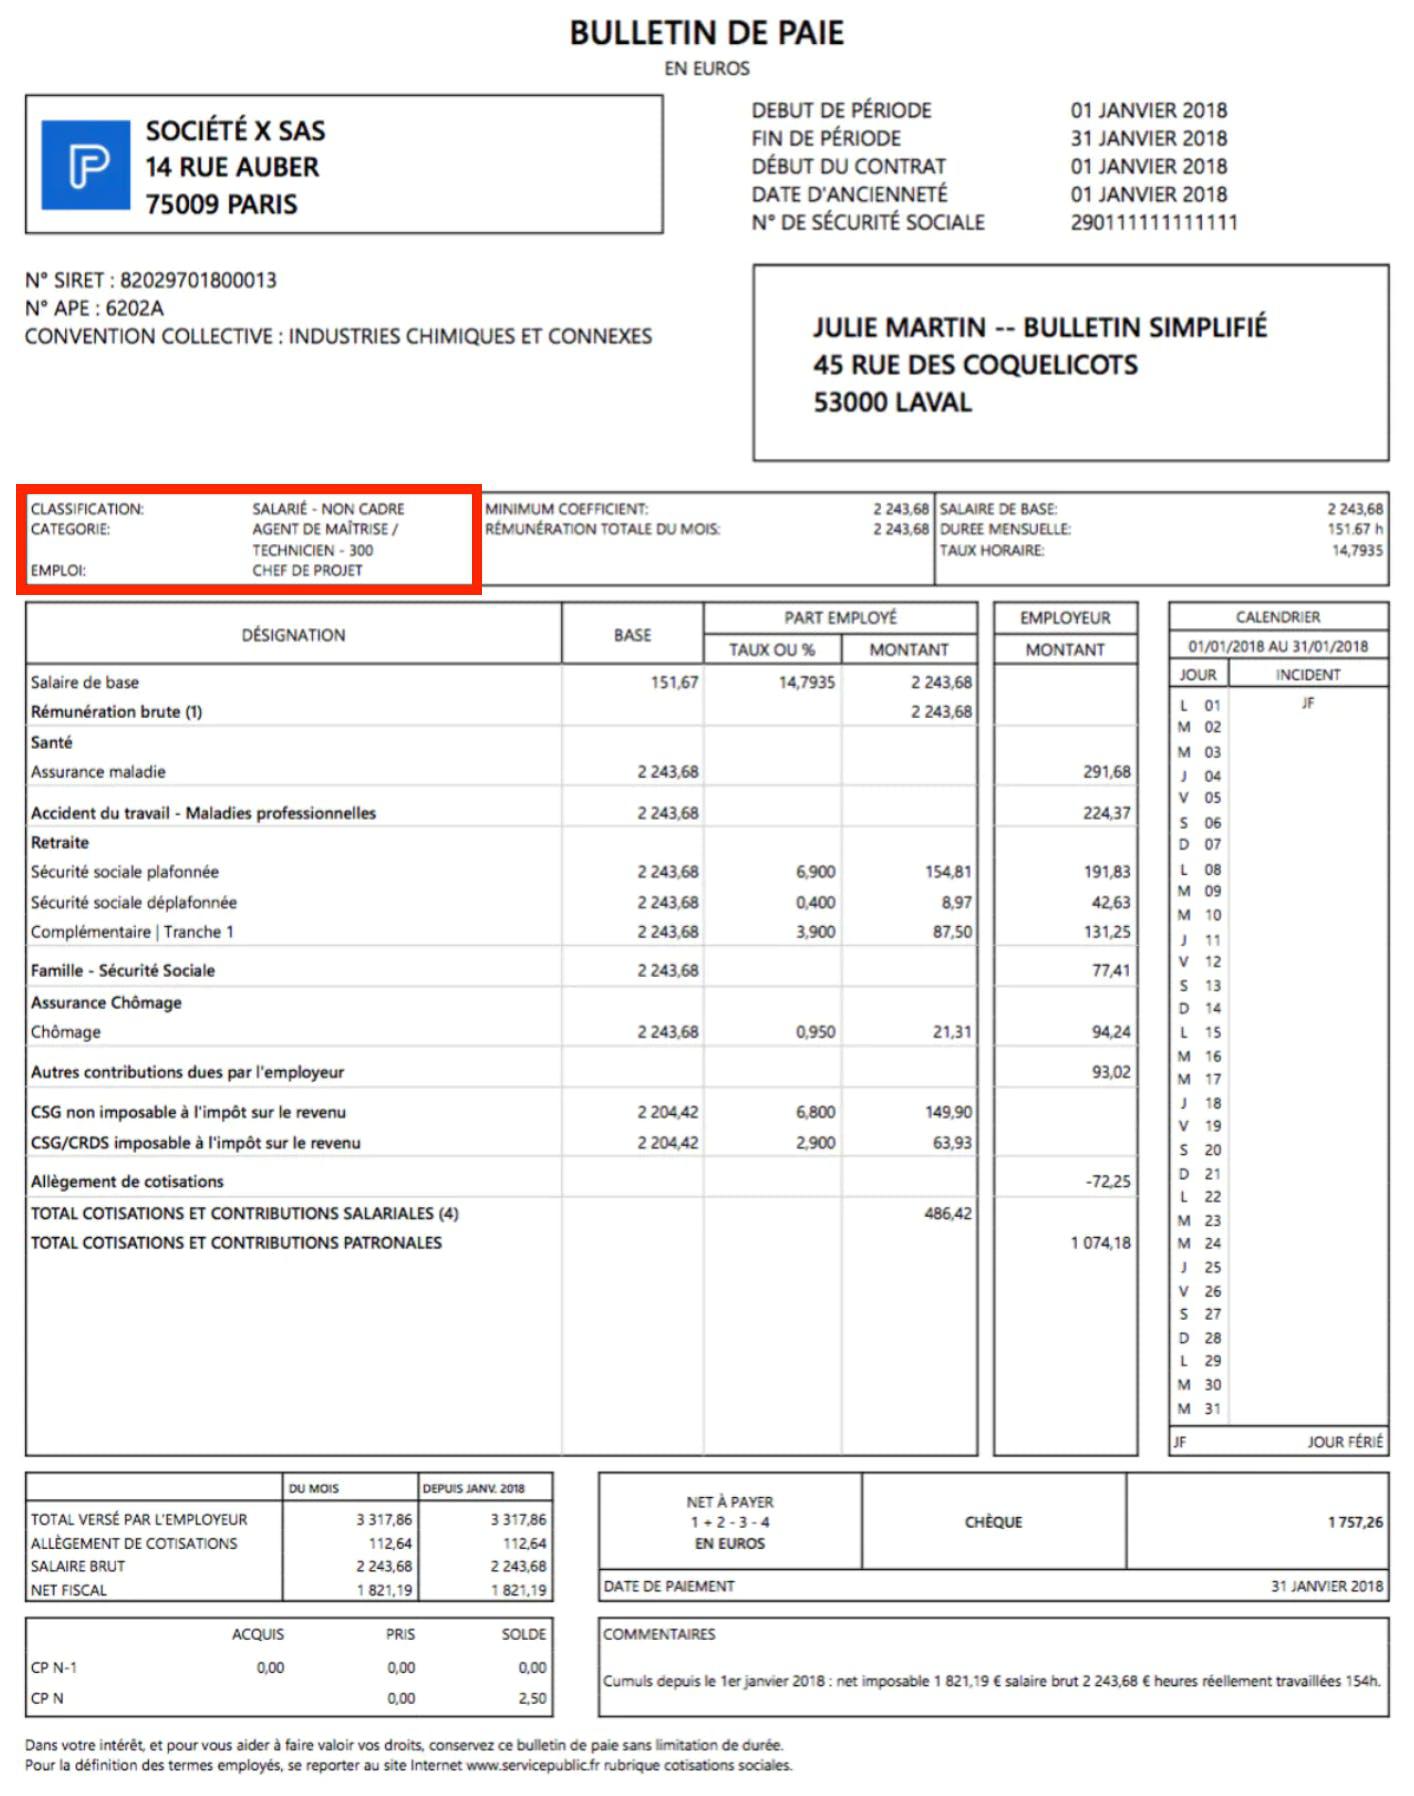 BULLETIN DE PAIE
EN EUROS
SOCIÉTÉ X SAS
14 RUE AUBER
75009 PARIS
DEBUT DE PÉRIODE 01 JANVIER 2018
FIN DE PÉRIODE 31 JANVIER 2018
DÉBUT DU CONTRAT 01 JANVIER 2018
DATE D'ANCIENNETÉ 01 JANVIER 2018
N° DE SÉCURITÉ SOCIALE 290111111111111
N° SIRET : 82029701800013
N° APE : 6202A
CONVENTION COLLECTIVE : INDUSTRIES CHIMIQUES ET CONNEXES
JULIE MARTIN -- BULLETIN SIMPLIFIÉ
45 RUE DES COQUELICOTS
53000 LAVAL
CLASSIFICATION: SALARIÉ - NON CADRE
CATEGORIE: AGENT DE MAÎTRISE /
TECHNICIEN - 300
EMPLOI: CHEF DE PROJET
MINIMUM COEFFICIENT: 2 243,68
RÉMUNÉRATION TOTALE DU MOIS: 2 243,68
SALAIRE DE BASE: 2 243,68
DUREE MENSUELLE: 151.67 h
TAUX HORAIRE: 14,7935
DÉSIGNATION BASE PART EMPLOYÉ EMPLOYEUR
TAUX OU % MONTANT MONTANT
Salaire de base 151,67 14,7935 2 243,68
Rémunération brute (1) 2 243,68
Santé
Assurance maladie 2 243,68 291,68
Accident du travail - Maladies professionnelles 2 243,68 224,37
Retraite
Sécurité sociale plafonnée 2 243,68 6,900 154,81 191,83
Sécurité sociale déplafonnée 2 243,68 0,400 8,97 42,63
Complémentaire | Tranche 1 2 243,68 3,900 87,50 131,25
Famille - Sécurité Sociale 2 243,68 77,41
Assurance Chômage
Chômage 2 243,68 0,950 21,31 94,24
Autres contributions dues par l'employeur 93,02
CSG non imposable à l'impôt sur le revenu 2 204,42 6,800 149,90
CSG/CRDS imposable à l'impôt sur le revenu 2 204,42 2,900 63,93
Allègement de cotisations -72,25
TOTAL COTISATIONS ET CONTRIBUTIONS SALARIALES (4) 486,42
TOTAL COTISATIONS ET CONTRIBUTIONS PATRONALES 1 074,18
CALENDRIER
01/01/2018 AU 31/01/2018
JOUR INCIDENT
L 01 JF
M 02
M 03
J 04
V 05
S 06
D 07
L 08
M 09
M 10
J 11
V 12
S 13
D 14
L 15
M 16
M 17
J 18
V 19
S 20
D 21
L 22
M 23
M 24
J 25
V 26
S 27
D 28
L 29
M 30
M 31
JF JOUR FÉRIÉ
DU MOIS DEPUIS JANV. 2018
TOTAL VERSÉ PAR L'EMPLOYEUR 3 317,86 3 317,86
ALLÈGEMENT DE COTISATIONS 112,64 112,64
SALAIRE BRUT 2 243,68 2 243,68
NET FISCAL 1 821,19 1 821,19
NET À PAYER
1 + 2 - 3 - 4
EN EUROS
CHÈQUE
1 757,26
DATE DE PAIEMENT 31 JANVIER 2018
ACQUIS PRIS SOLDE
CP N-1 0,00 0,00 0,00
CP N 0,00 2,50
COMMENTAIRES
Cumuls depuis le 1er janvier 2018 : net imposable 1 821,19 € salaire brut 2 243,68 € heures réellement travaillées 154h.
Dans votre intérêt, et pour vous aider à faire valoir vos droits, conservez ce bulletin de paie sans limitation de durée.
Pour la définition des termes employés, se reporter au site Internet www.servicepublic.fr rubrique cotisations sociales.